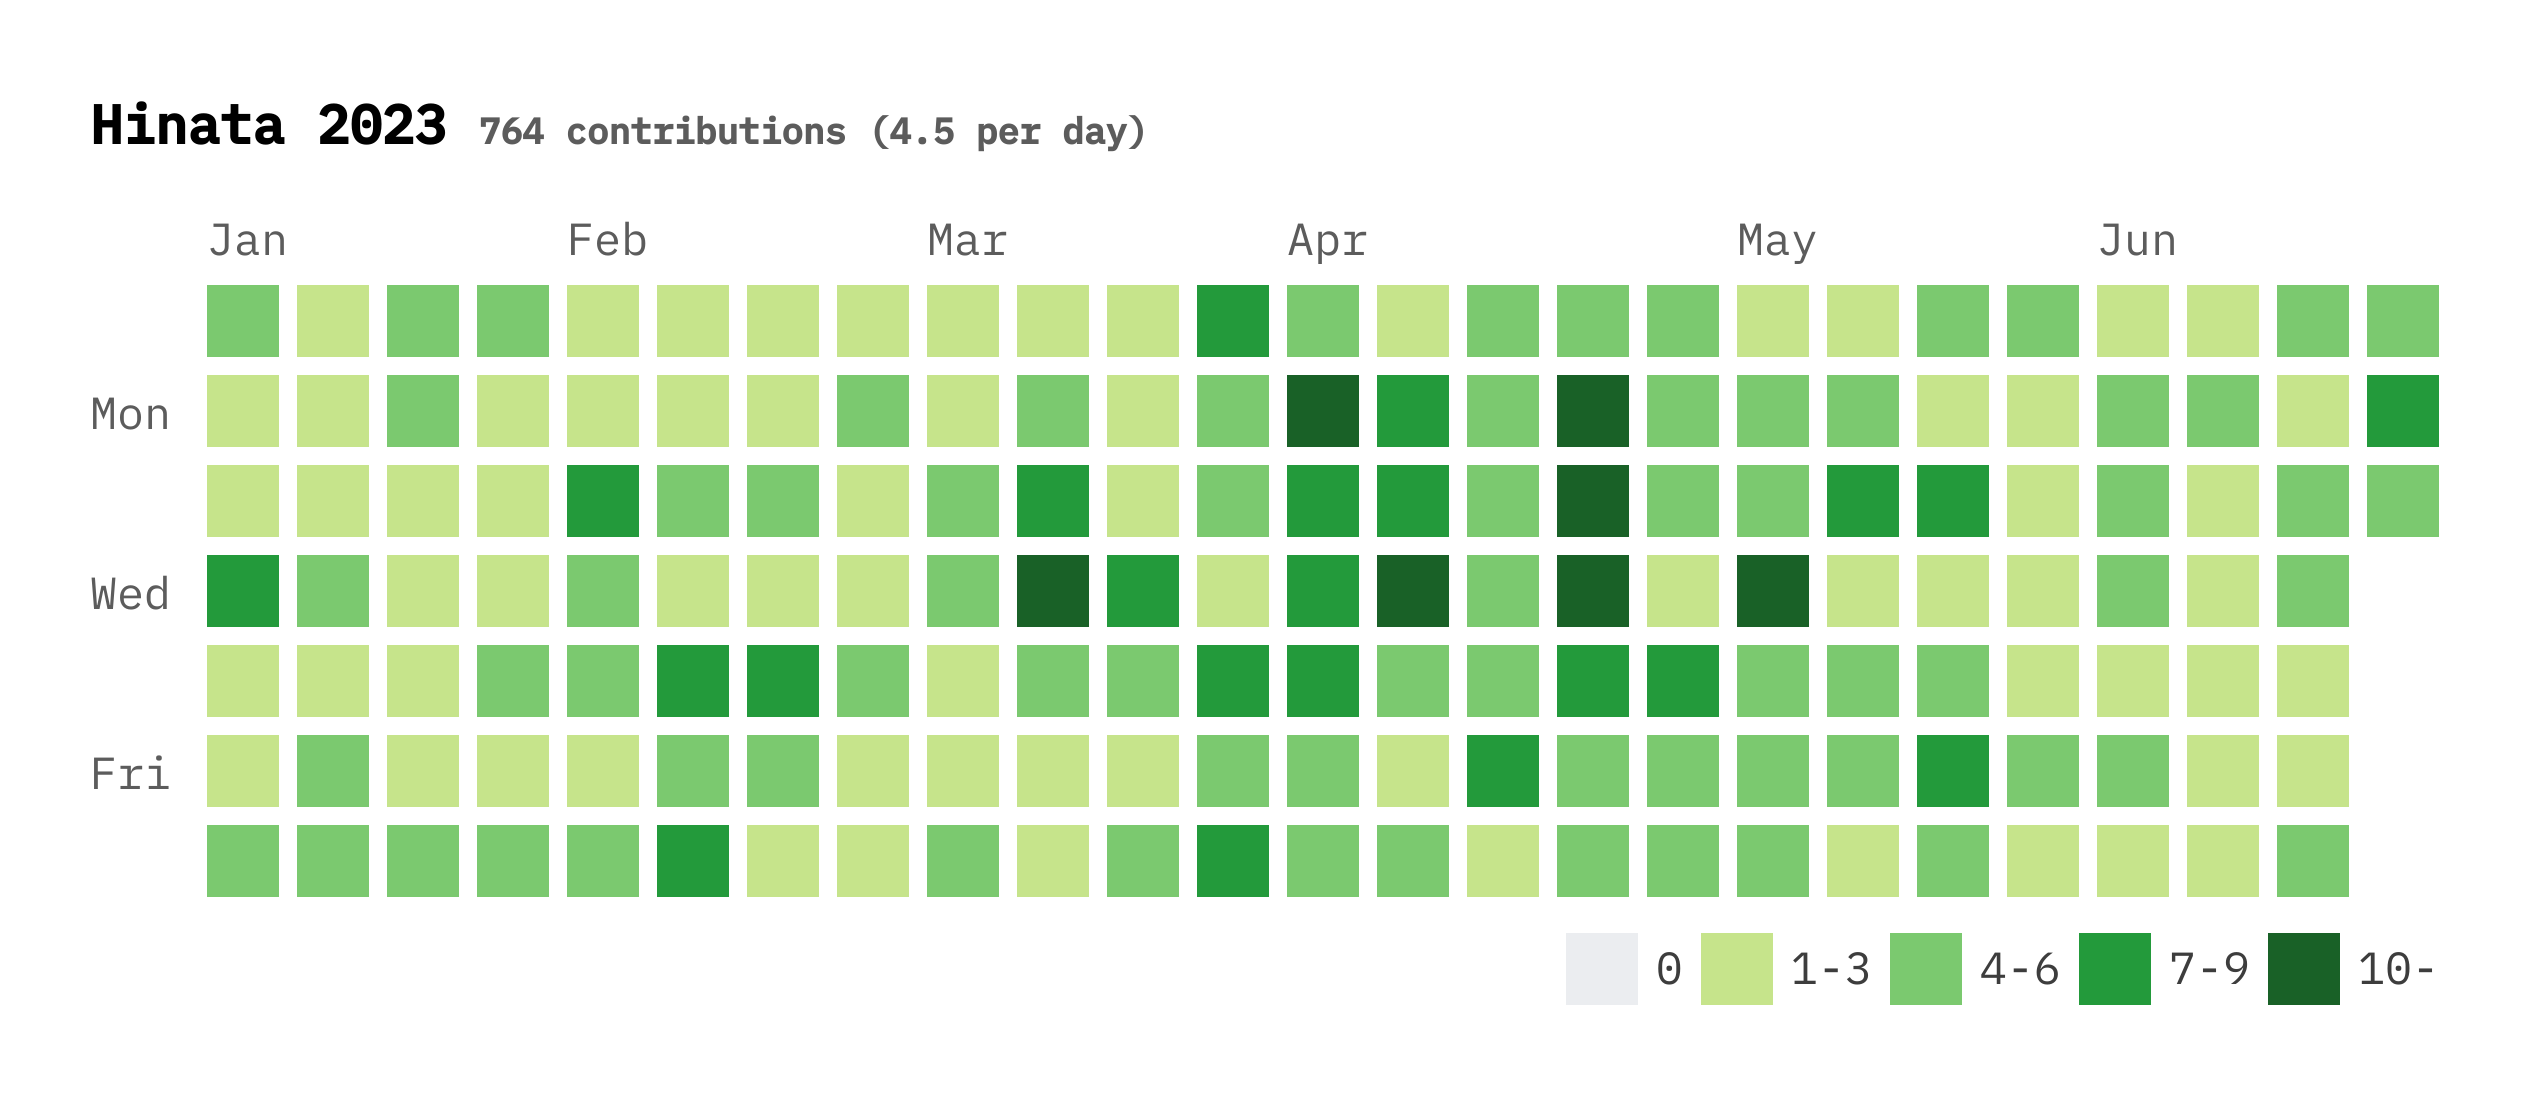 Hinata 2023 764 contributions (4.5 per day)
Jan Feb Mar Apr May Jun
Mon
Wed
Fri
0 1-3 4-6 7-9 10-